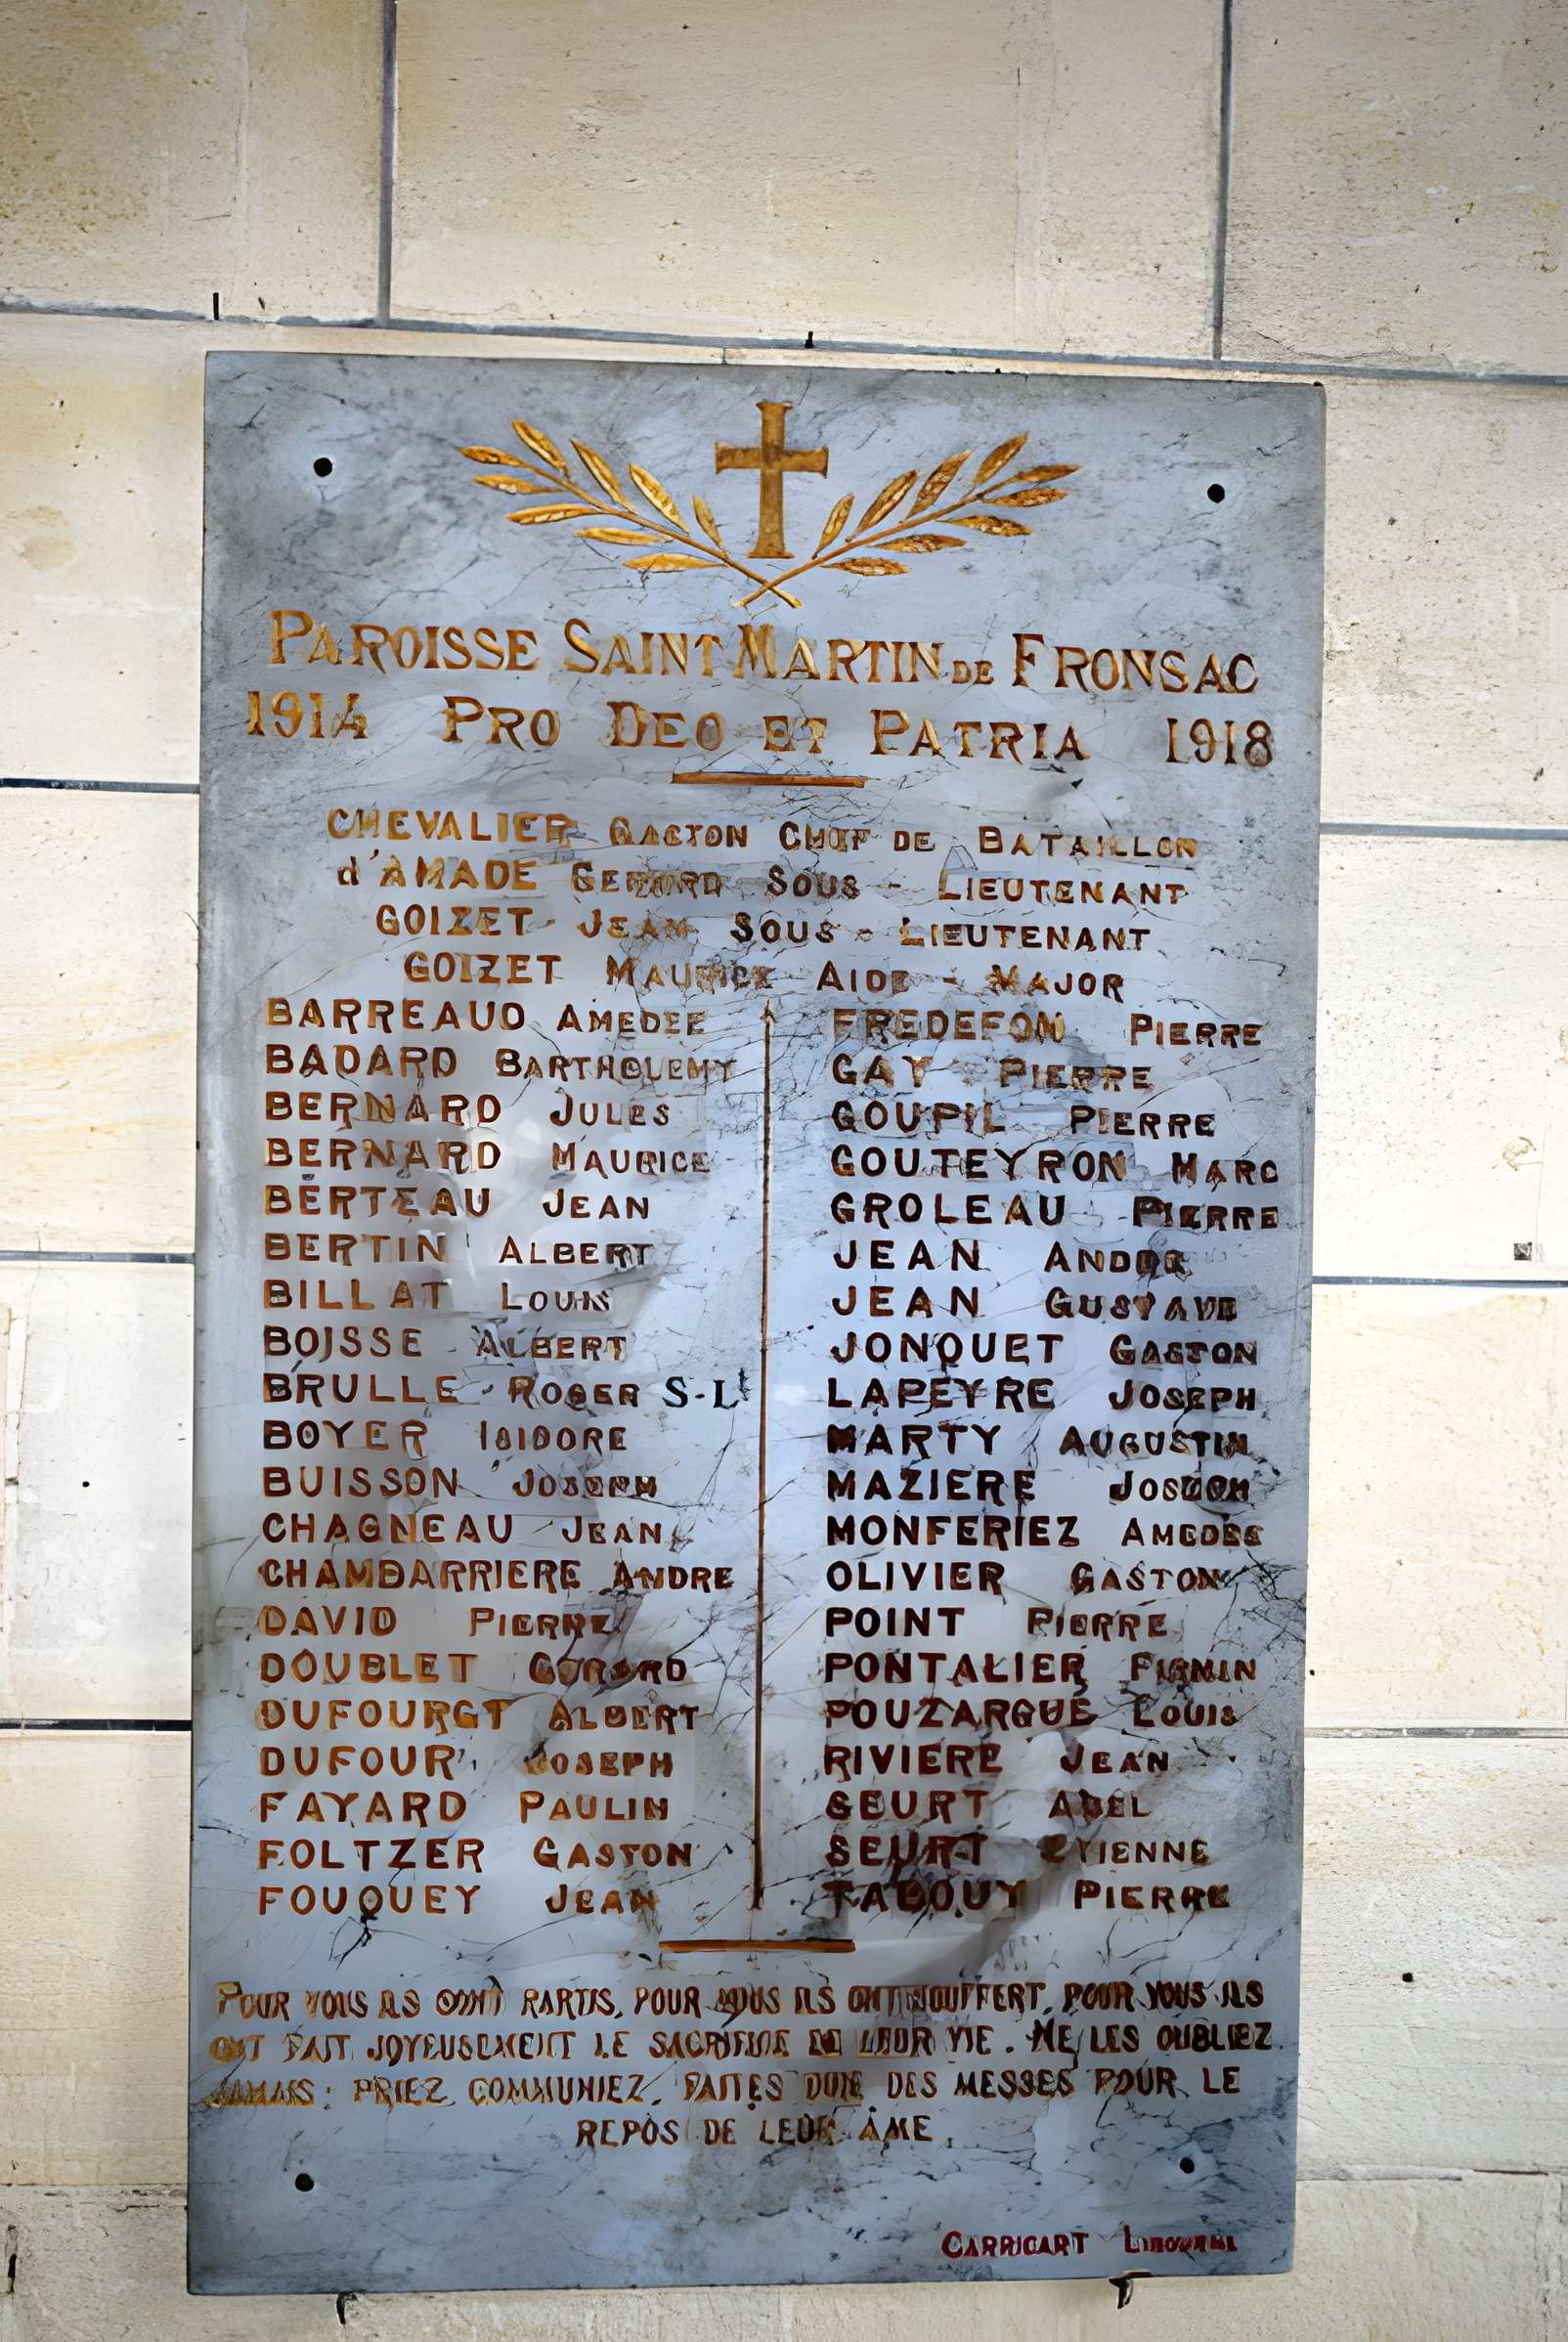 PAROISSE SAINT MARTIN DE FRONSAC
1914 PRO DEO ET PATRIA 1918
CHEVALIER GASTON CHEF DE BATAILLON
d'AMADE GERARD SOUS - LIEUTENANT
GOIZET JEAN SOUS - LIEUTENANT
GOIZET MAURICE AIDE - MAJOR
BARREAUD AMEDEE
BADARD BARTHOLEMY
BERNARD JULES
BERNARD MAURICE
BERTEAU JEAN
BERTIN ALBERT
BILLAT LOUIS
BOISSE ALBERT
BRULLE ROGER S-Lt
BOYER ISIDORE
BUISSON JOSEPH
CHAGNEAU JEAN
CHAMBARRIERE ANDRE
DAVID PIERRE
DOUBLET GERARD
DUFOURGT ALBERT
DUFOUR JOSEPH
FAYARD PAULIN
FOLTZER GASTON
FOUQUEY JEAN
FREDEFON PIERRE
GAY PIERRE
GOUPIL PIERRE
GOUTEYRON MARC
GROLEAU PIERRE
JEAN ANDRE
JEAN GUSTAVE
JONQUET GASTON
LAPEYRE JOSEPH
MARTY AUGUSTIN
MAZIERE JOSEPH
MONFERIEZ AMEDEE
OLIVIER GASTON
POINT PIERRE
PONTALIER FIRMIN
POUZARGUE LOUIS
RIVIERE JEAN
SEURT ABEL
SEURT ETIENNE
TABOUY PIERRE
POUR VOUS ILS SONT PARTIS, POUR VOUS ILS ONT SOUFFERT, POUR VOUS ILS
ONT FAIT JOYEUSEMENT LE SACRIFICE DE LEUR VIE. NE LES OUBLIEZ
JAMAIS: PRIEZ, COMMUNIEZ, FAITES DIRE DES MESSES POUR LE
REPOS DE LEUR ÂME.
CARRICART LIBOURNE